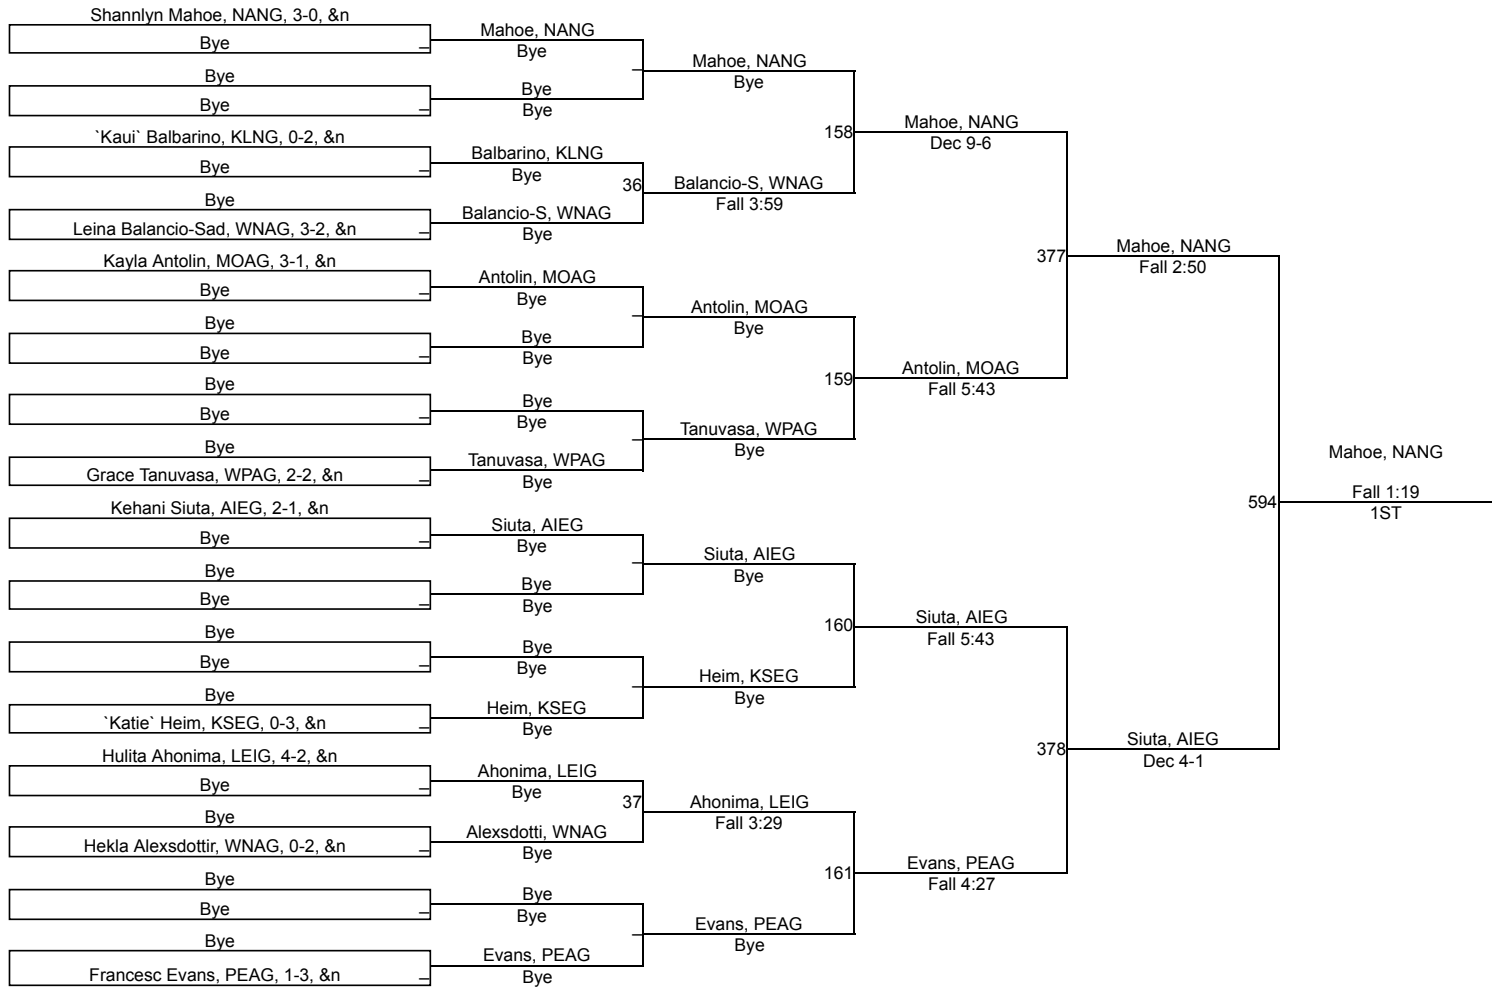 Shannlyn Mahoe, NANG, 3-0, &n
Bye
Bye
Bye
`Kaui` Balbarino, KLNG, 0-2, &n
Bye
Bye
Leina Balancio-Sad, WNAG, 3-2, &n
Kayla Antolin, MOAG, 3-1, &n
Bye
Bye
Bye
Bye
Bye
Bye
Grace Tanuvasa, WPAG, 2-2, &n
Kehani Siuta, AIEG, 2-1, &n
Bye
Bye
Bye
Bye
Bye
Bye
`Katie` Heim, KSEG, 0-3, &n
Hulita Ahonima, LEIG, 4-2, &n
Bye
Bye
Hekla Alexsdottir, WNAG, 0-2, &n
Bye
Bye
Bye
Francesc Evans, PEAG, 1-3, &n
Mahoe, NANG
Bye
Bye
Bye
Balbarino, KLNG
Bye
36
Balancio-S, WNAG
Bye
Antolin, MOAG
Bye
Bye
Bye
Bye
Bye
Tanuvasa, WPAG
Bye
Siuta, AIEG
Bye
Bye
Bye
Bye
Bye
Heim, KSEG
Bye
Ahonima, LEIG
Bye
37
Alexsdotti, WNAG
Bye
Bye
Bye
Evans, PEAG
Bye
Mahoe, NANG
Bye
158
Balancio-S, WNAG
Fall 3:59
Antolin, MOAG
Bye
159
Tanuvasa, WPAG
Bye
Siuta, AIEG
Bye
160
Heim, KSEG
Bye
Ahonima, LEIG
Fall 3:29
161
Evans, PEAG
Bye
Mahoe, NANG
Dec 9-6
377
Antolin, MOAG
Fall 5:43
Siuta, AIEG
Fall 5:43
378
Evans, PEAG
Fall 4:27
Mahoe, NANG
Fall 2:50
594
Siuta, AIEG
Dec 4-1
Mahoe, NANG
Fall 1:19
1ST